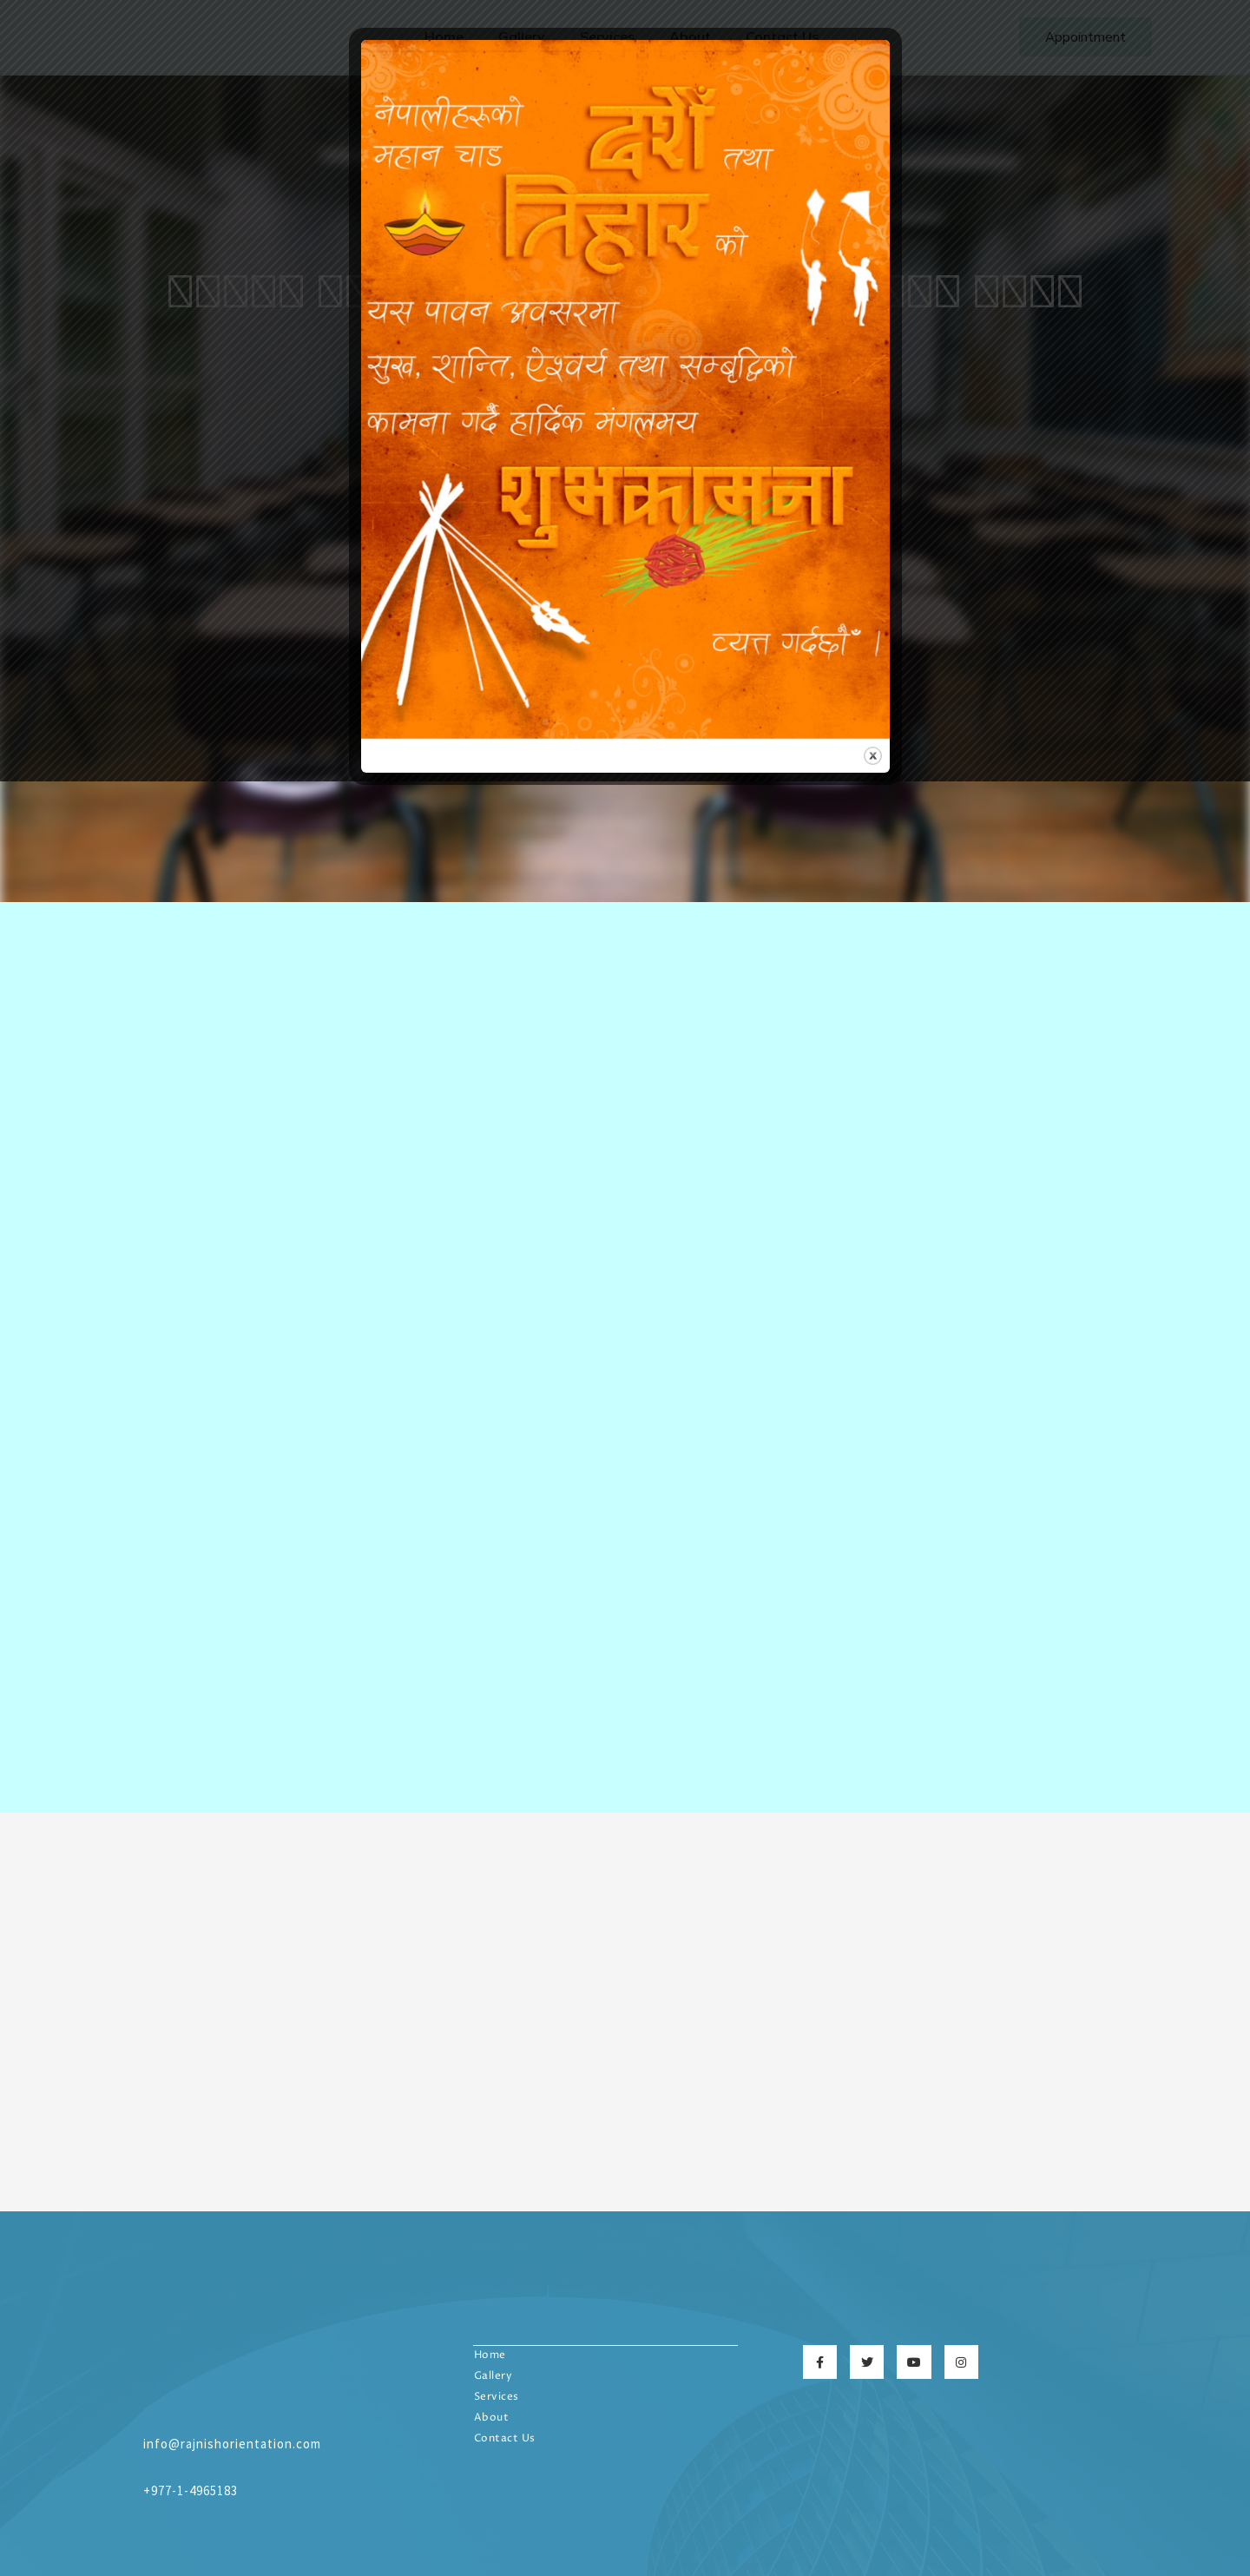 Home Gallery Services About Contact Us Appointment
नेपालीहरूको
महान चाड
दशैँ तथा
तिहार को
यस पावन अवसरमा
सुख, शान्ति, ऐश्वर्य तथा सम्बृद्धिको
कामना गर्दै हार्दिक मंगलमय
शुभकामना
व्यक्त गर्दछौँ ।
x
Home
Gallery
Services
About
Contact Us
info@rajnishorientation.com
+977-1-4965183